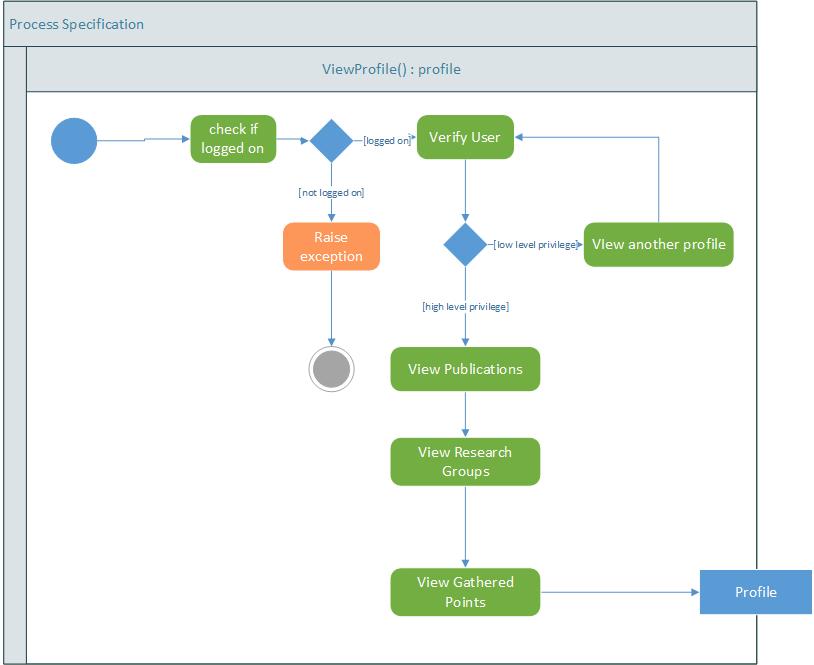 Process Specification
ViewProfile() : profile
check if
logged on
[logged on]
Verify User
[not logged on]
Raise
exception
[low level privilege]
VIew another profile
[high level privilege]
View Publications
View Research
Groups
View Gathered
Points
Profile